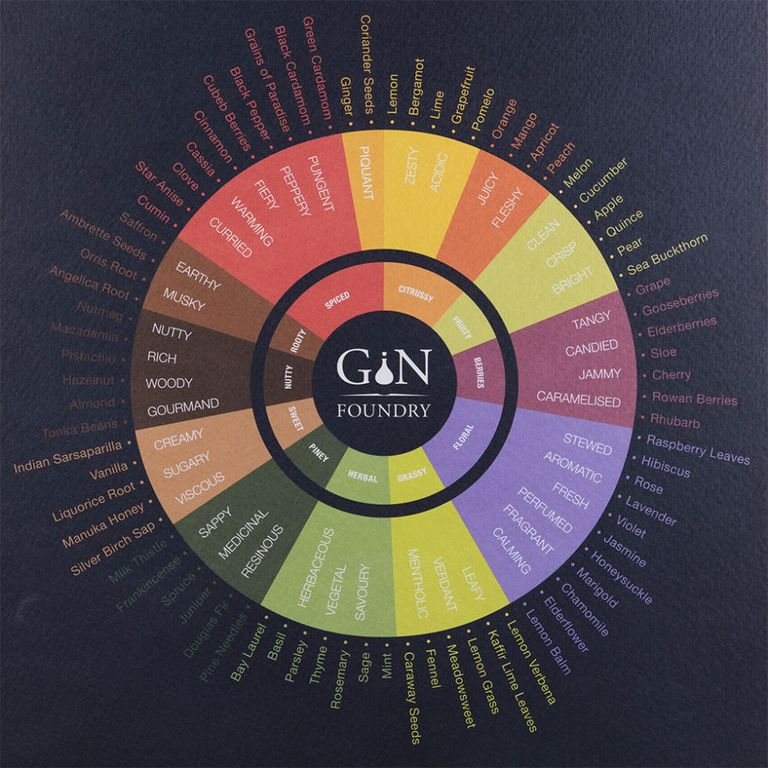 GiN
FOUNDRY
CITRUSSY
FRUITY
BERRIES
FLORAL
GRASSY
HERBAL
PINEY
SWEET
NUTTY
ROOTY
SPICED
PIQUANT
ZESTY
ACIDIC
JUICY
FLESHY
CLEAN
CRISP
BRIGHT
TANGY
CANDIED
JAMMY
CARAMELISED
STEWED
AROMATIC
FRESH
PERFUMED
FRAGRANT
CALMING
LEAFY
VERDANT
MENTHOLIC
SAVOURY
VEGETAL
HERBACEOUS
RESINOUS
MEDICINAL
SAPPY
VISCOUS
SUGARY
CREAMY
GOURMAND
WOODY
RICH
NUTTY
MUSKY
EARTHY
CURRIED
WARMING
FIERY
PEPPERY
PUNGENT
Ginger
Coriander Seeds
Lemon
Bergamot
Lime
Grapefruit
Pomelo
Orange
Mango
Apricot
Peach
Melon
Cucumber
Apple
Quince
Pear
Sea Buckthorn
Grape
Gooseberries
Elderberries
Sloe
Cherry
Rowan Berries
Rhubarb
Raspberry Leaves
Hibiscus
Rose
Lavender
Violet
Jasmine
Honeysuckle
Marigold
Chamomile
Elderflower
Lemon Balm
Lemon Verbena
Kaffir Lime Leaves
Lemon Grass
Meadowsweet
Fennel
Caraway Seeds
Mint
Sage
Rosemary
Thyme
Parsley
Basil
Bay Laurel
Pine Needles
Douglas Fir
Juniper
Spruce
Frankincense
Milk Thistle
Silver Birch Sap
Manuka Honey
Liquorice Root
Vanilla
Indian Sarsaparilla
Tonka Beans
Almond
Hazelnut
Pistachio
Macadamia
Nutmeg
Angelica Root
Orris Root
Ambrette Seeds
Saffron
Cumin
Star Anise
Clove
Cassia
Cinnamon
Cubeb Berries
Black Pepper
Grains of Paradise
Black Cardamom
Green Cardamom